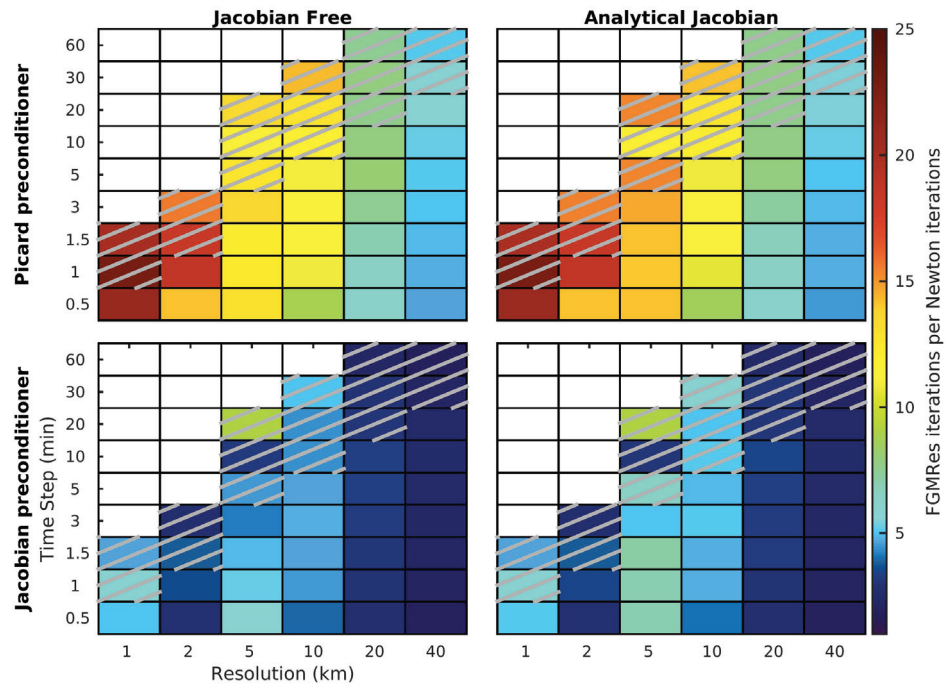 Jacobian Free
Analytical Jacobian
Picard preconditioner
60
30
20
10
5
3
1.5
1
0.5
25
20
15
10
5
FGMRes iterations per Newton iterations
Jacobian preconditioner
Time Step (min)
60
30
20
10
5
3
1.5
1
0.5
1 2 5 10 20 40
1 2 5 10 20 40
Resolution (km)